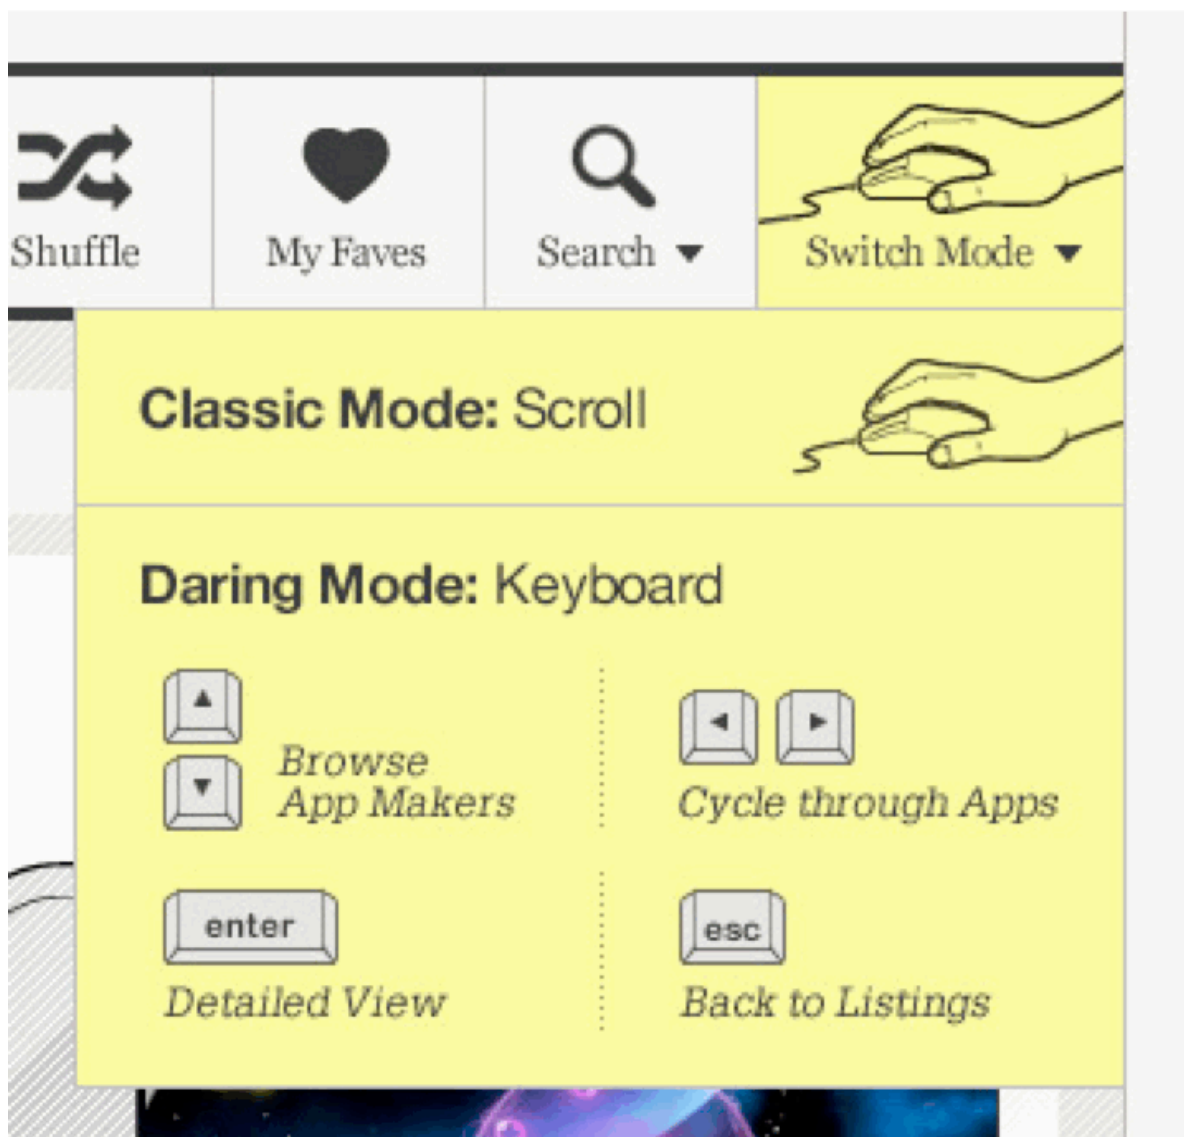 Shuffle
My Faves
Search
Switch Mode
Classic Mode: Scroll
Daring Mode: Keyboard
Browse
App Makers
Cycle through Apps
enter
esc
Detailed View
Back to Listings